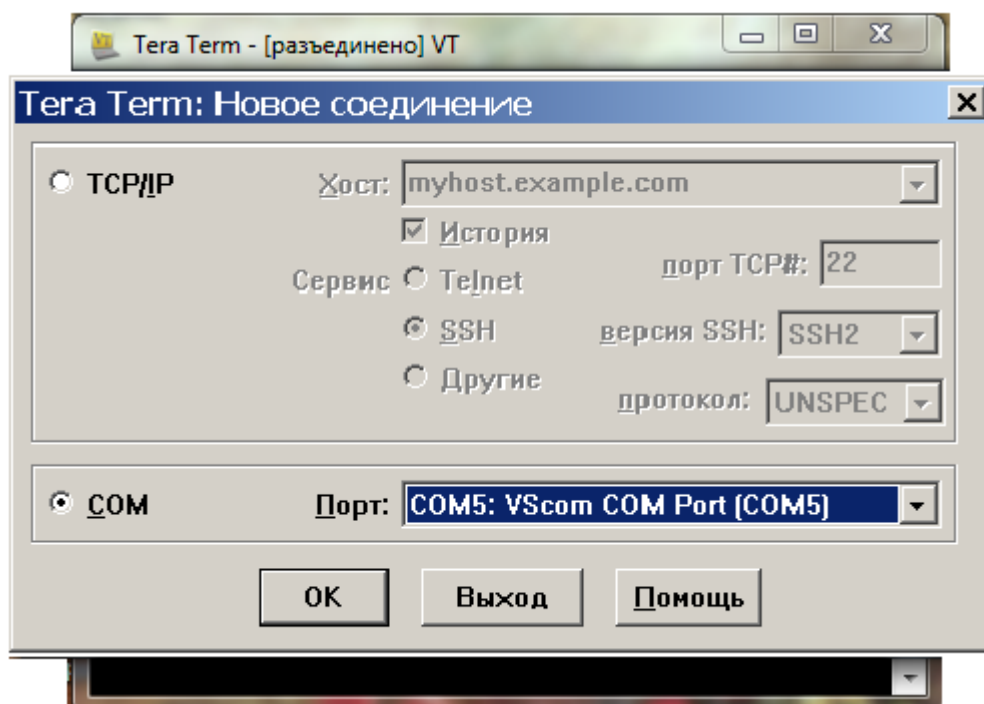 Tera Term - [разъединено] VT
Tera Term: Новое соединение
TCP/IP
Хост: myhost.example.com
История
Сервис Telnet порт TCP#: 22
SSH версия SSH: SSH2
Другие протокол: UNSPEC
COM Порт: COM5: VScom COM Port (COM5)
OK Выход Помощь